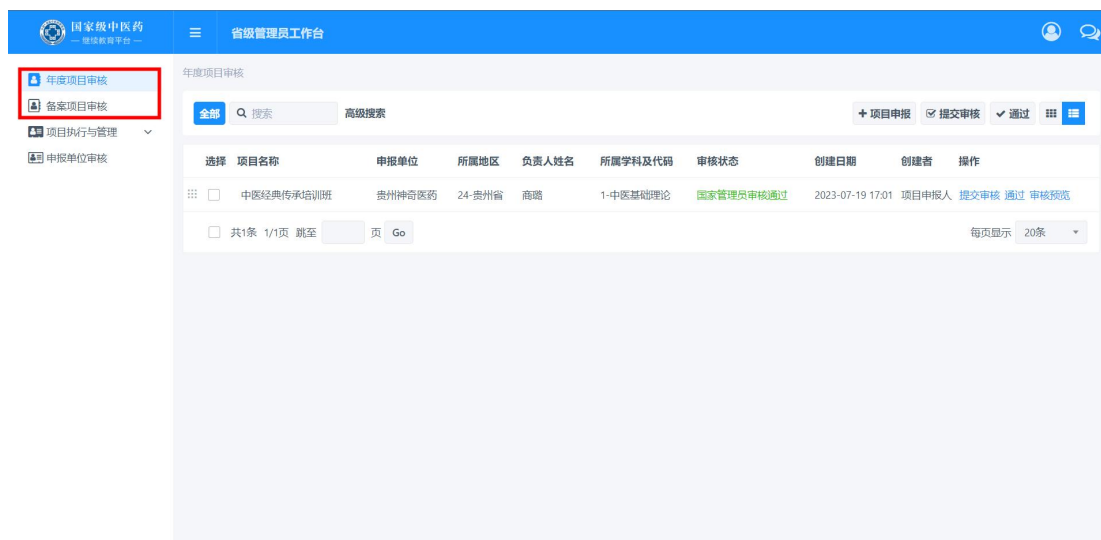 国家级中医药
— 继续教育平台 —
省级管理员工作台
年度项目审核
备案项目审核
项目执行与管理
申报单位审核
年度项目审核
全部 搜索 高级搜索 项目申报 提交审核 通过
选择 项目名称 申报单位 所属地区 负责人姓名 所属学科及代码 审核状态 创建日期 创建者 操作
中医经典传承培训班 贵州神奇医药 24-贵州省 商璐 1-中医基础理论 国家管理员审核通过 2023-07-19 17:01 项目申报人 提交审核 通过 审核预览
共1条 1/1页 跳至 页 Go 每页显示 20条